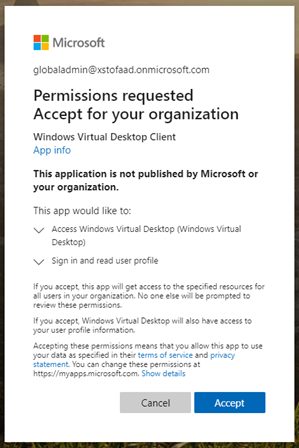 Microsoft
globaladmin@xstofaad.onmicrosoft.com
Permissions requested
Accept for your organization
Windows Virtual Desktop Client
App info
This application is not published by Microsoft or
your organization.
This app would like to:
Access Windows Virtual Desktop (Windows Virtual
Desktop)
Sign in and read user profile
If you accept, this app will get access to the specified resources for
all users in your organization. No one else will be prompted to
review these permissions.
If you accept, Windows Virtual Desktop will also have access to
your user profile information.
Accepting these permissions means that you allow this app to use
your data as specified in their terms of service and privacy
statement. You can change these permissions at
https://myapps.microsoft.com. Show details
Cancel
Accept